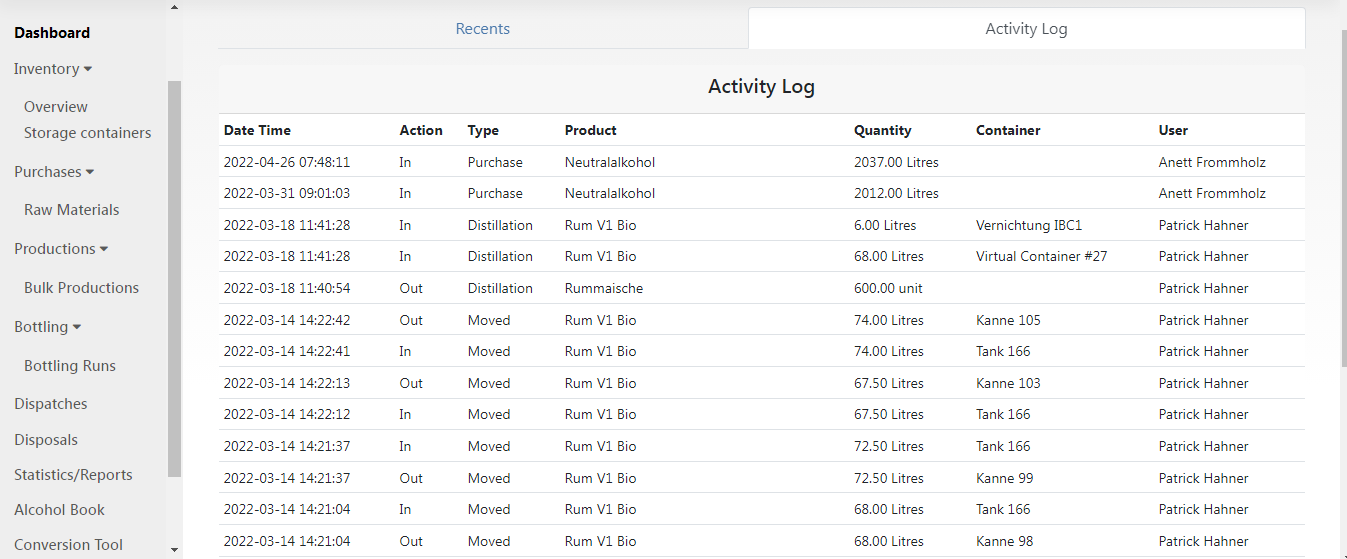 Dashboard
Inventory
Overview
Storage containers
Purchases
Raw Materials
Productions
Bulk Productions
Bottling
Bottling Runs
Dispatches
Disposals
Statistics/Reports
Alcohol Book
Conversion Tool
Recents Activity Log
Activity Log
Date Time Action Type Product Quantity Container User
2022-04-26 07:48:11 In Purchase Neutralalkohol 2037.00 Litres Anett Frommholz
2022-03-31 09:01:03 In Purchase Neutralalkohol 2012.00 Litres Anett Frommholz
2022-03-18 11:41:28 In Distillation Rum V1 Bio 6.00 Litres Vernichtung IBC1 Patrick Hahner
2022-03-18 11:41:28 In Distillation Rum V1 Bio 68.00 Litres Virtual Container #27 Patrick Hahner
2022-03-18 11:40:54 Out Distillation Rummaische 600.00 unit Patrick Hahner
2022-03-14 14:22:42 Out Moved Rum V1 Bio 74.00 Litres Kanne 105 Patrick Hahner
2022-03-14 14:22:41 In Moved Rum V1 Bio 74.00 Litres Tank 166 Patrick Hahner
2022-03-14 14:22:13 Out Moved Rum V1 Bio 67.50 Litres Kanne 103 Patrick Hahner
2022-03-14 14:22:12 In Moved Rum V1 Bio 67.50 Litres Tank 166 Patrick Hahner
2022-03-14 14:21:37 In Moved Rum V1 Bio 72.50 Litres Tank 166 Patrick Hahner
2022-03-14 14:21:37 Out Moved Rum V1 Bio 72.50 Litres Kanne 99 Patrick Hahner
2022-03-14 14:21:04 In Moved Rum V1 Bio 68.00 Litres Tank 166 Patrick Hahner
2022-03-14 14:21:04 Out Moved Rum V1 Bio 68.00 Litres Kanne 98 Patrick Hahner